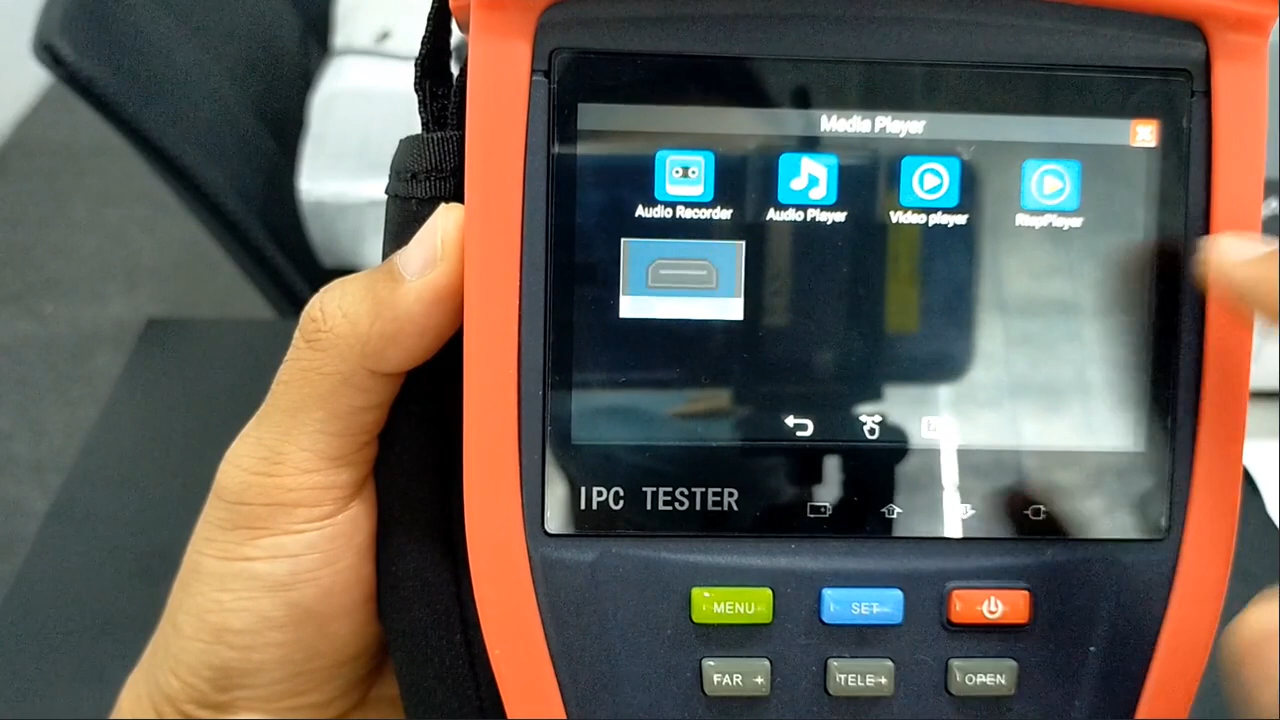 Media Player
Audio Recorder
Audio Player
Video player
RtspPlayer
IPC TESTER
MENU
SET
FAR +
TELE+
OPEN